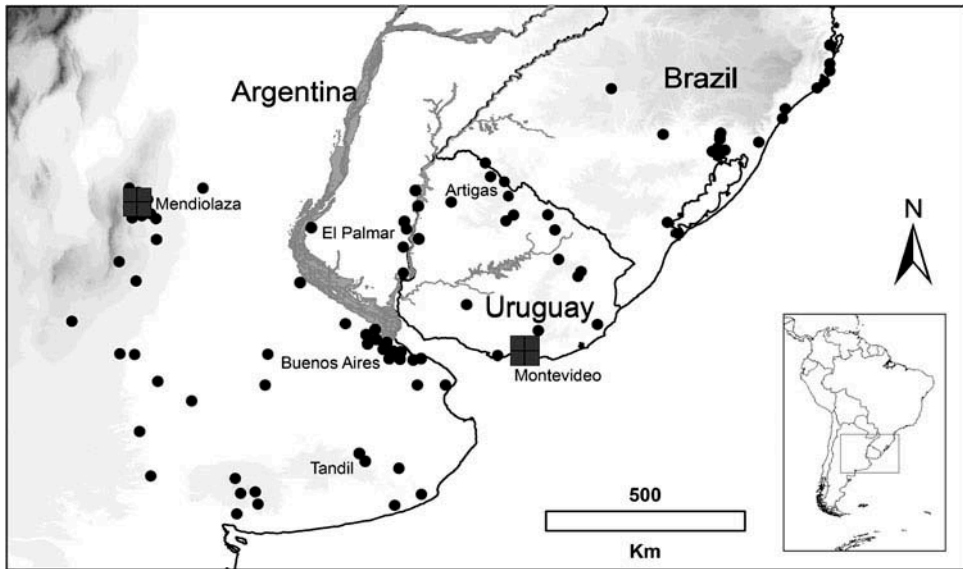 Argentina
Brazil
Mendiolaza
Artigas
El Palmar
N
Uruguay
Buenos Aires
Montevideo
Tandil
500
Km